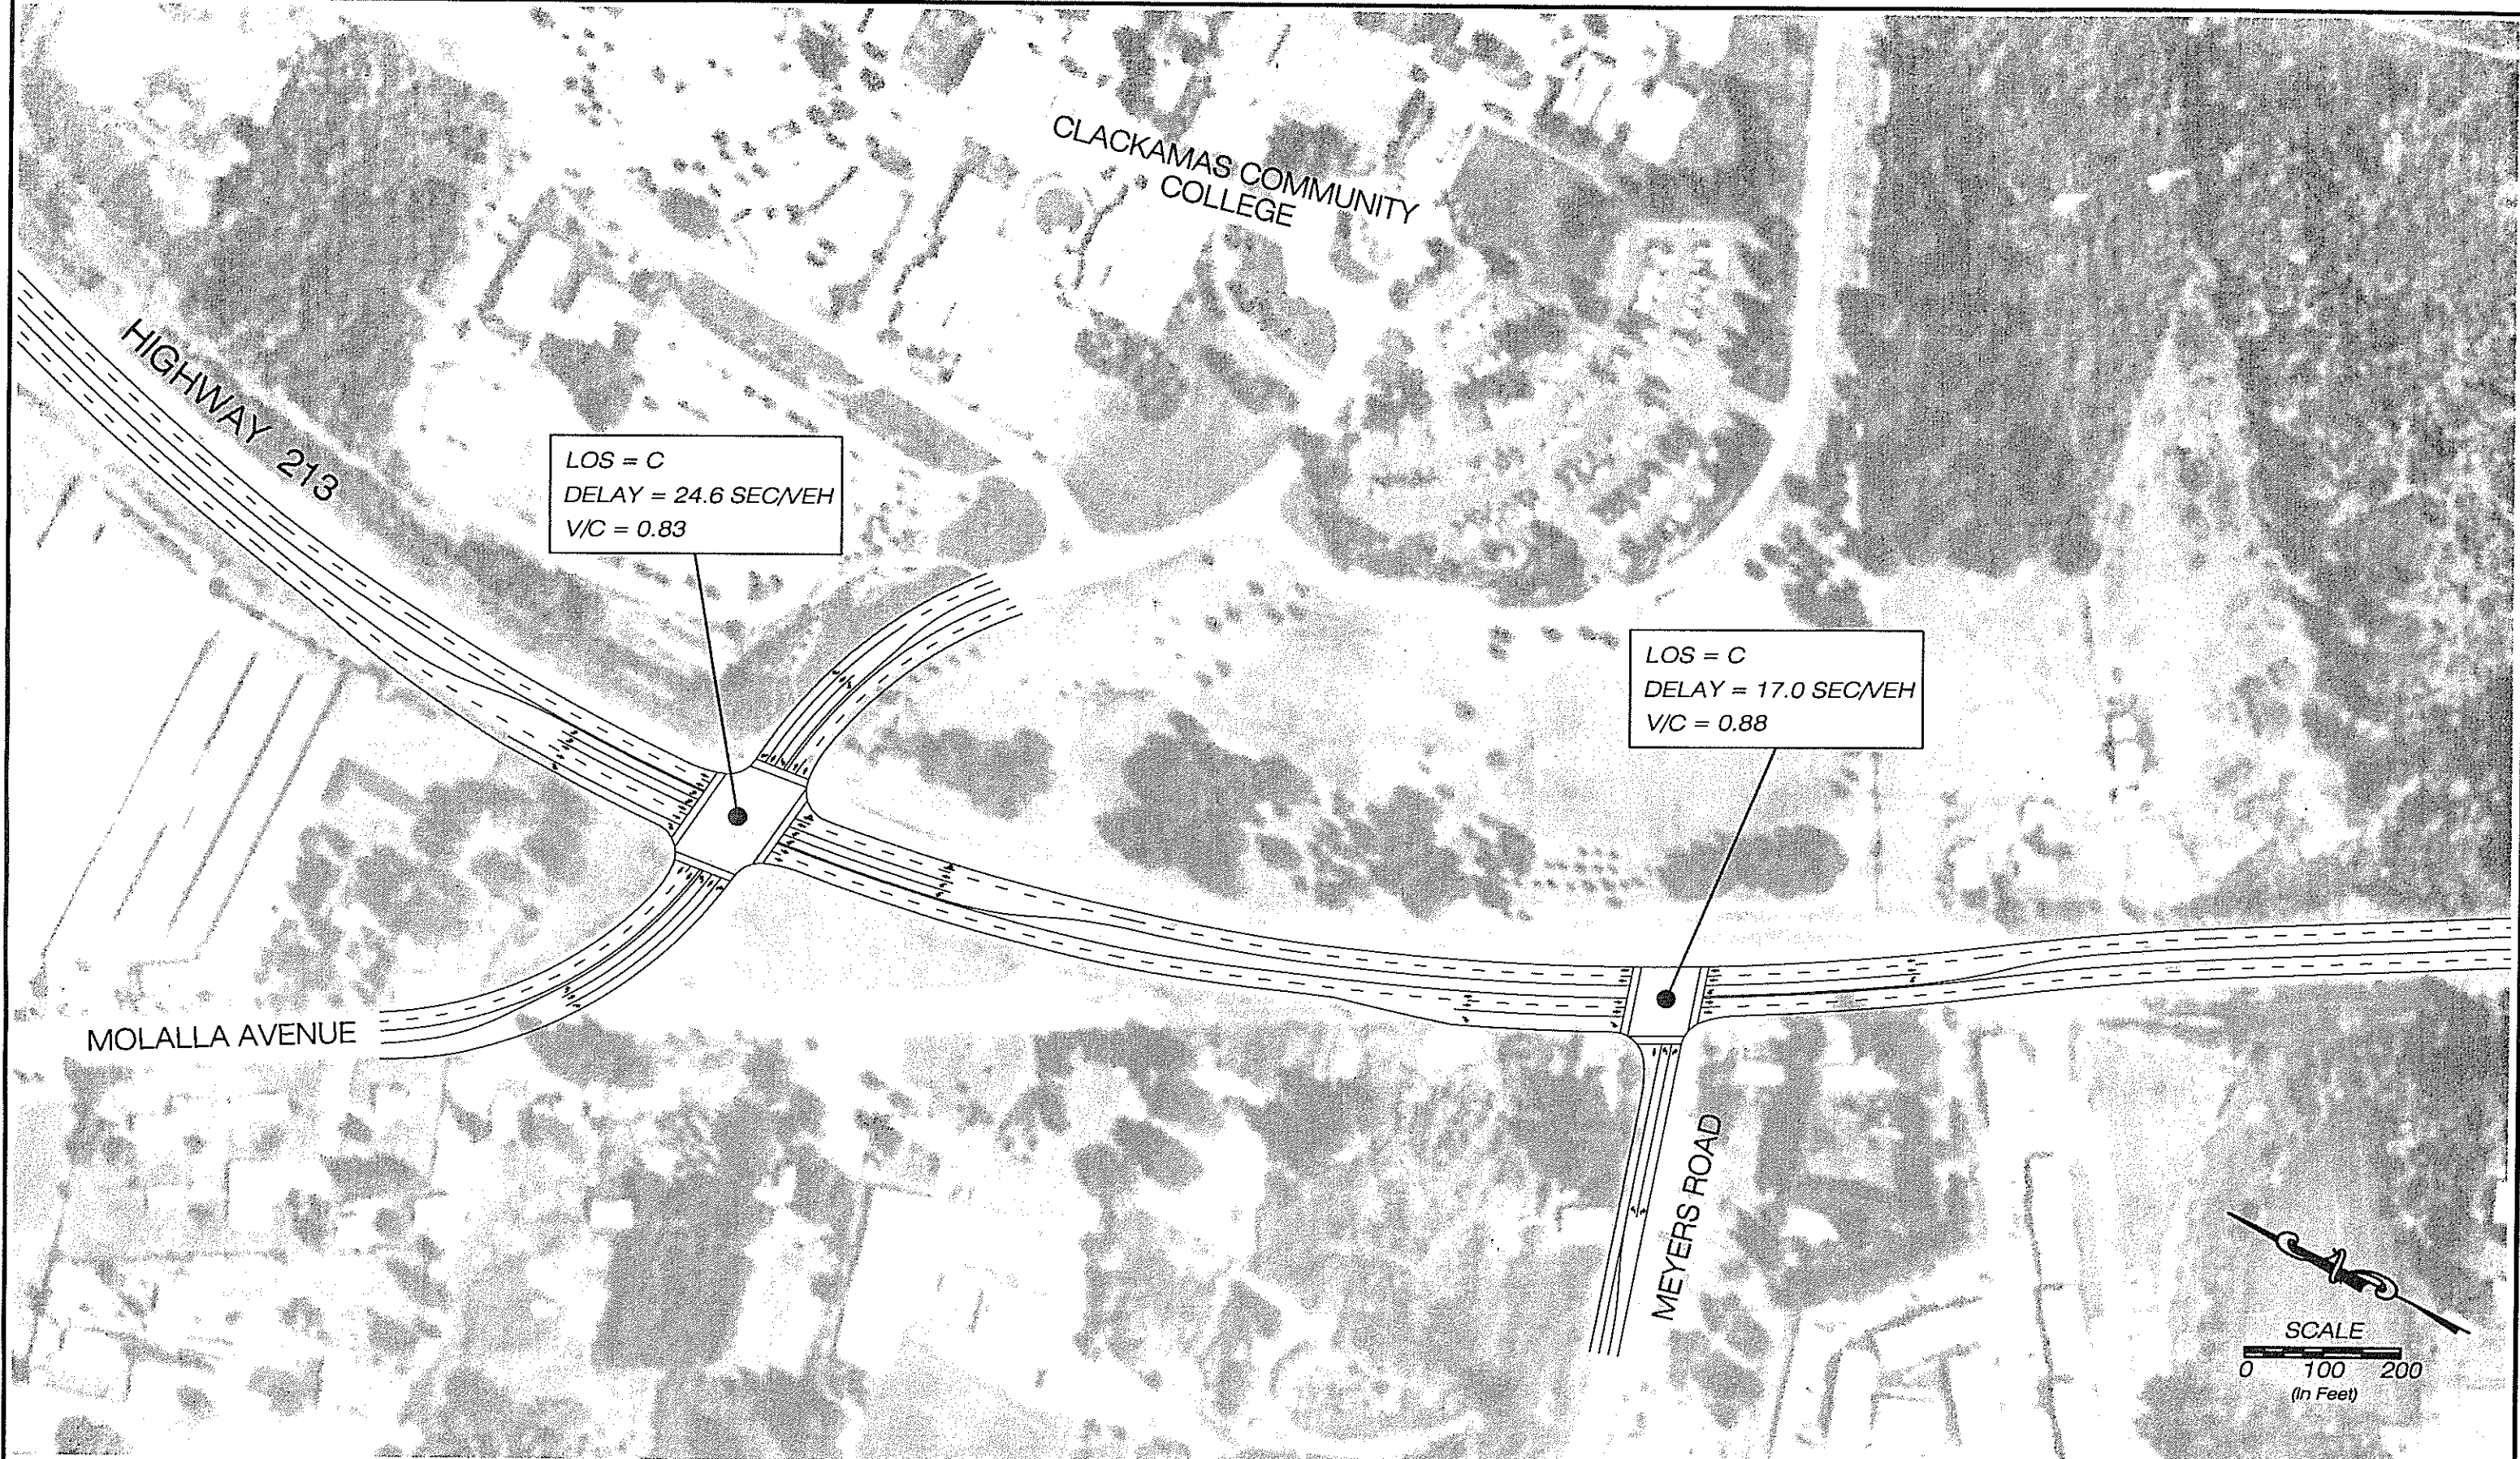 CLACKAMAS COMMUNITY
COLLEGE
HIGHWAY 213
LOS = C
DELAY = 24.6 SEC/VEH
V/C = 0.83
LOS = C
DELAY = 17.0 SEC/VEH
V/C = 0.88
MOLALLA AVENUE
MEYERS ROAD
SCALE
0 100 200
(In Feet)